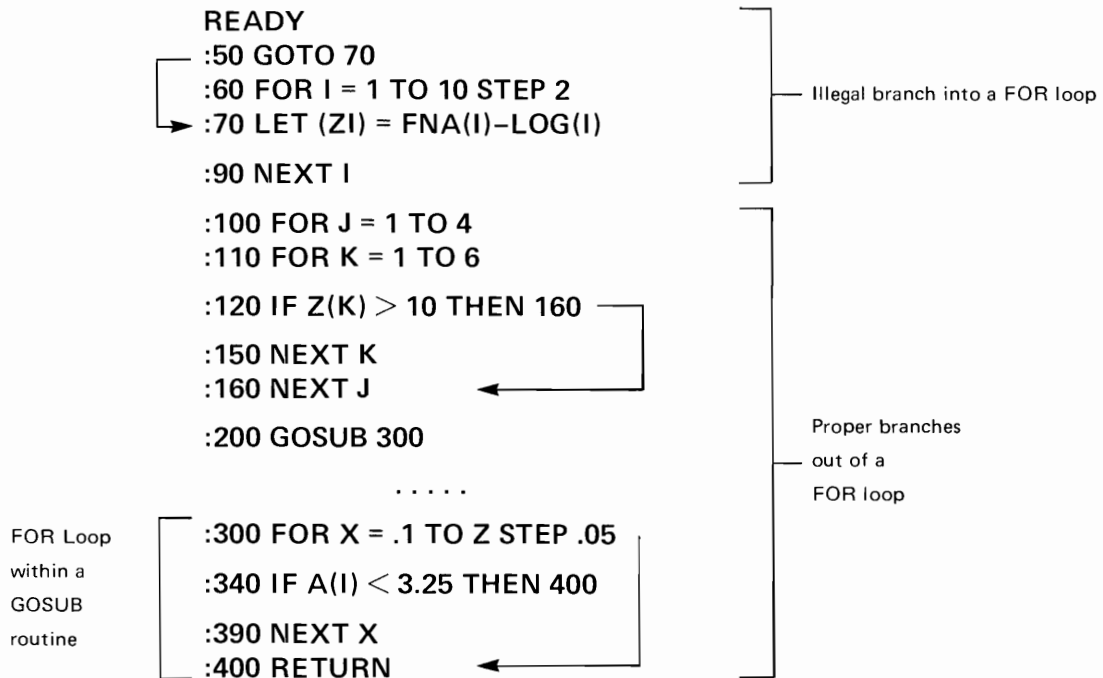 READY
:50 GOTO 70
:60 FOR I = 1 TO 10 STEP 2
:70 LET (ZI) = FNA(I)–LOG(I)
:90 NEXT I
Illegal branch into a FOR loop
:100 FOR J = 1 TO 4
:110 FOR K = 1 TO 6
:120 IF Z(K) > 10 THEN 160
:150 NEXT K
:160 NEXT J
:200 GOSUB 300
. . . . .
:300 FOR X = .1 TO Z STEP .05
:340 IF A(I) < 3.25 THEN 400
:390 NEXT X
:400 RETURN
Proper branches
out of a
FOR loop
FOR Loop
within a
GOSUB
routine